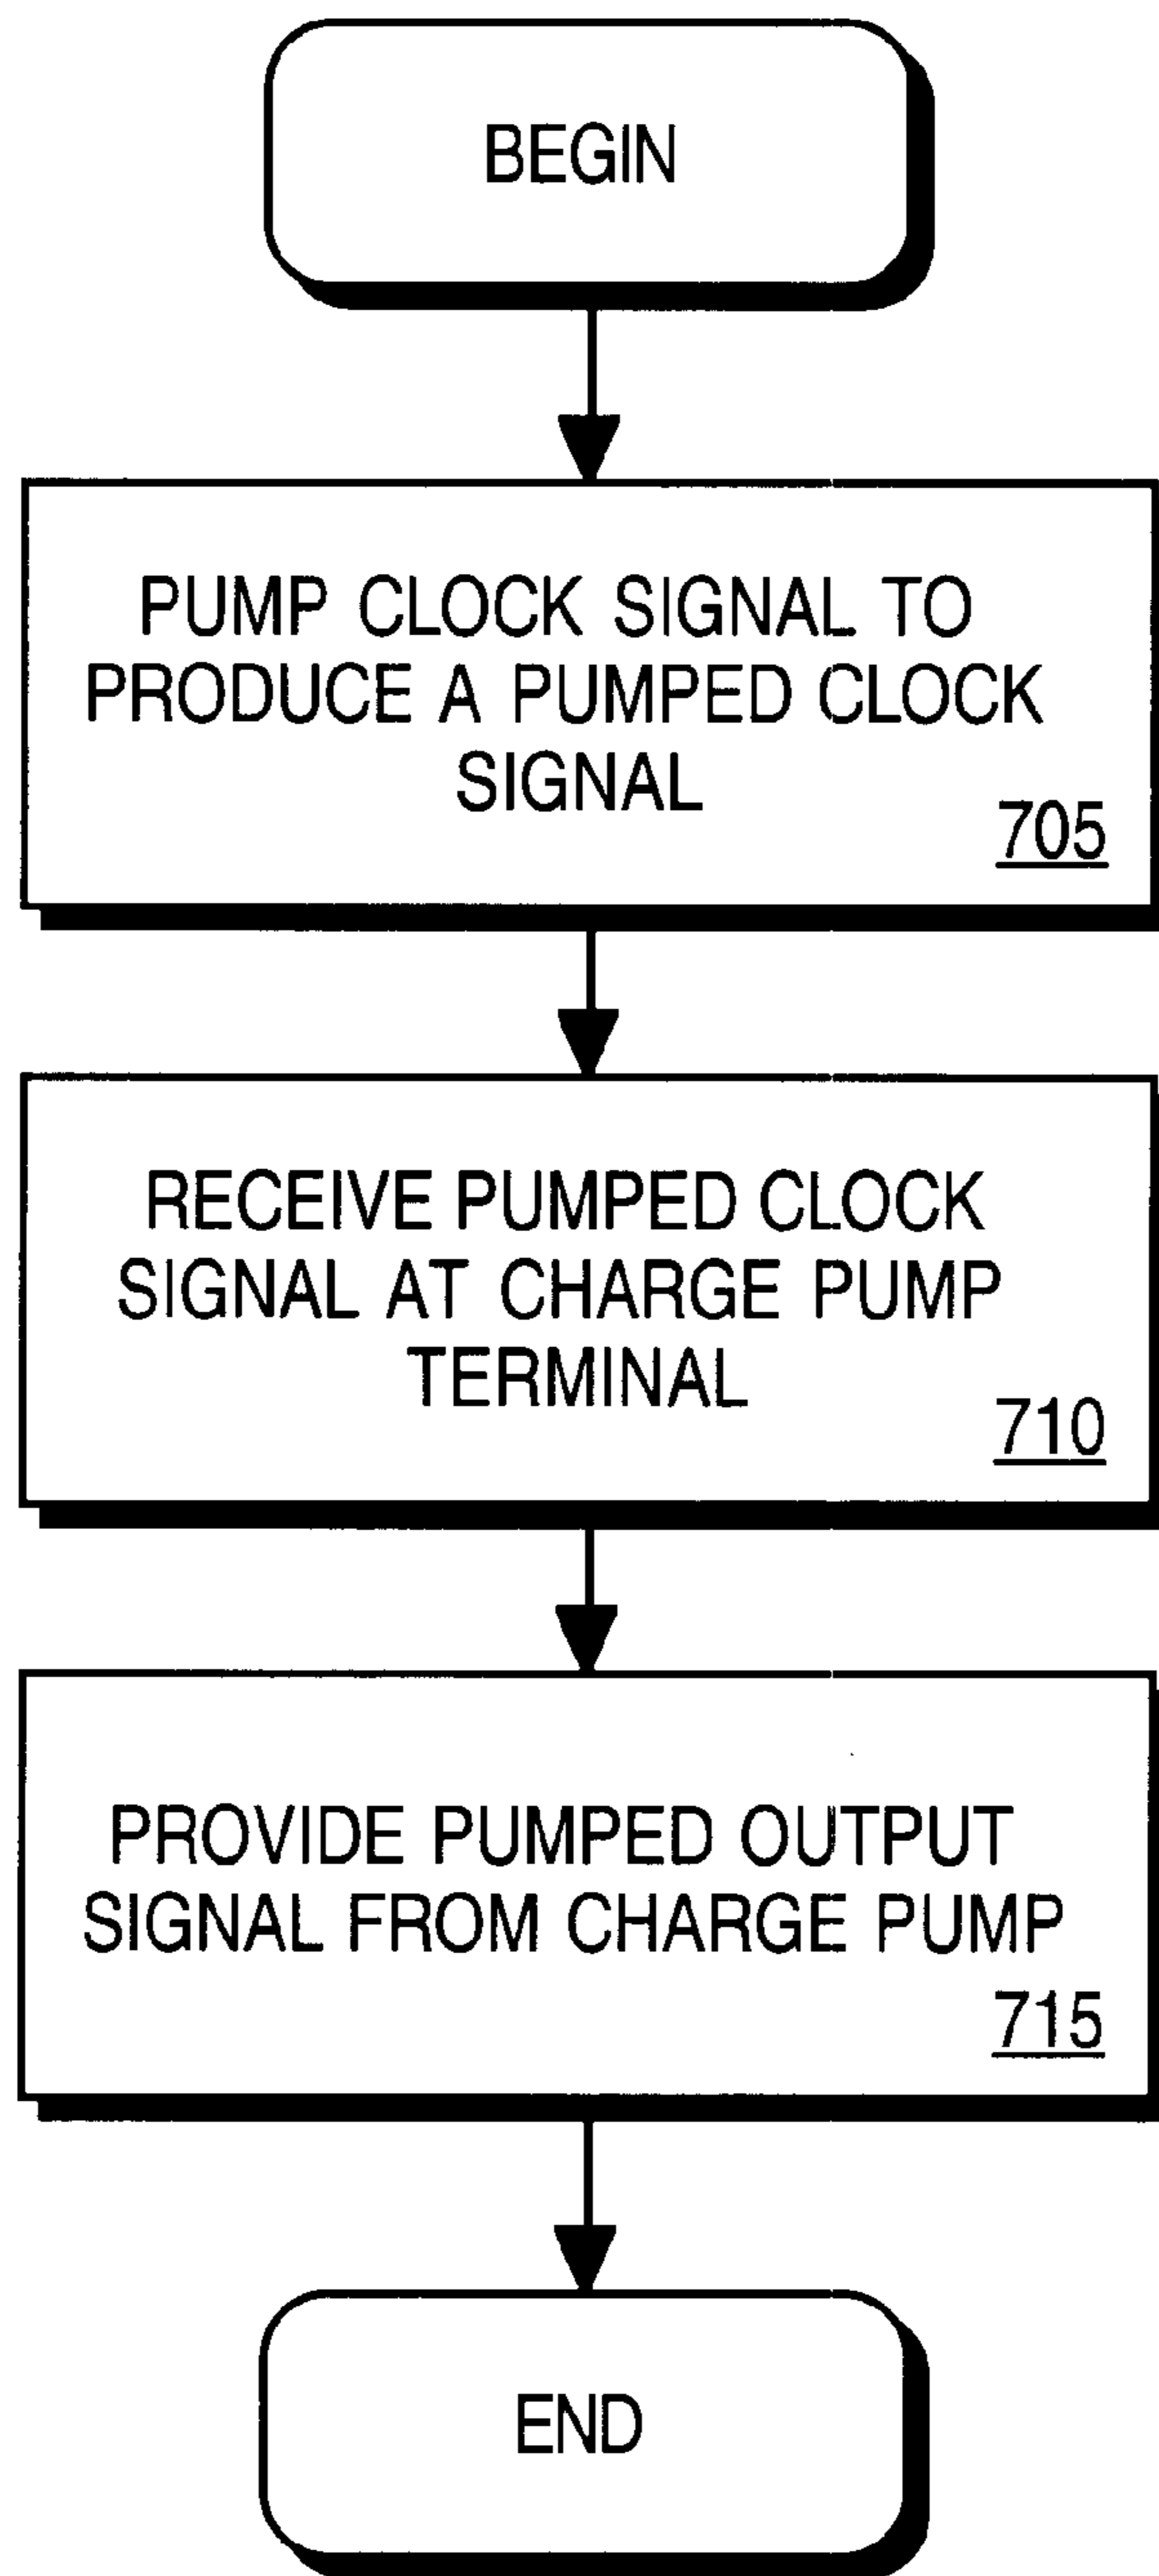 BEGIN
PUMP CLOCK SIGNAL TO
PRODUCE A PUMPED CLOCK
SIGNAL
705
RECEIVE PUMPED CLOCK
SIGNAL AT CHARGE PUMP
TERMINAL
710
PROVIDE PUMPED OUTPUT
SIGNAL FROM CHARGE PUMP
715
END